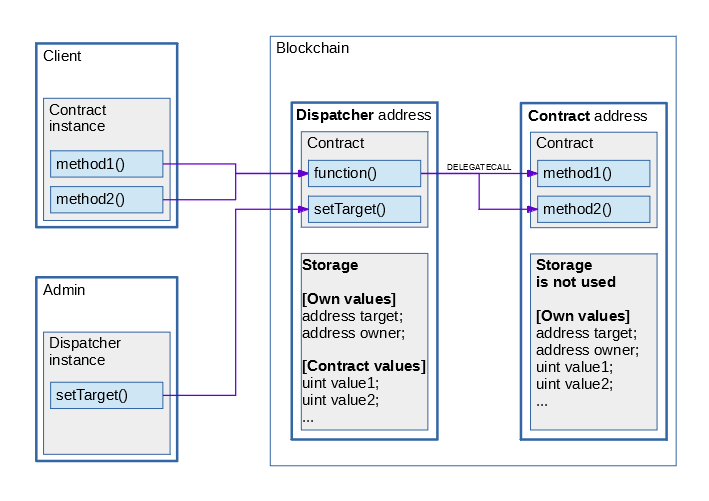 Client
Contract
instance
method1()
method2()
Admin
Dispatcher
instance
setTarget()
Blockchain
Dispatcher address
Contract
function()
setTarget()
Storage
[Own values]
address target;
address owner;
[Contract values]
uint value1;
uint value2;
...
DELEGATECALL
Contract address
Contract
method1()
method2()
Storage
is not used
[Own values]
address target;
address owner;
uint value1;
uint value2;
...